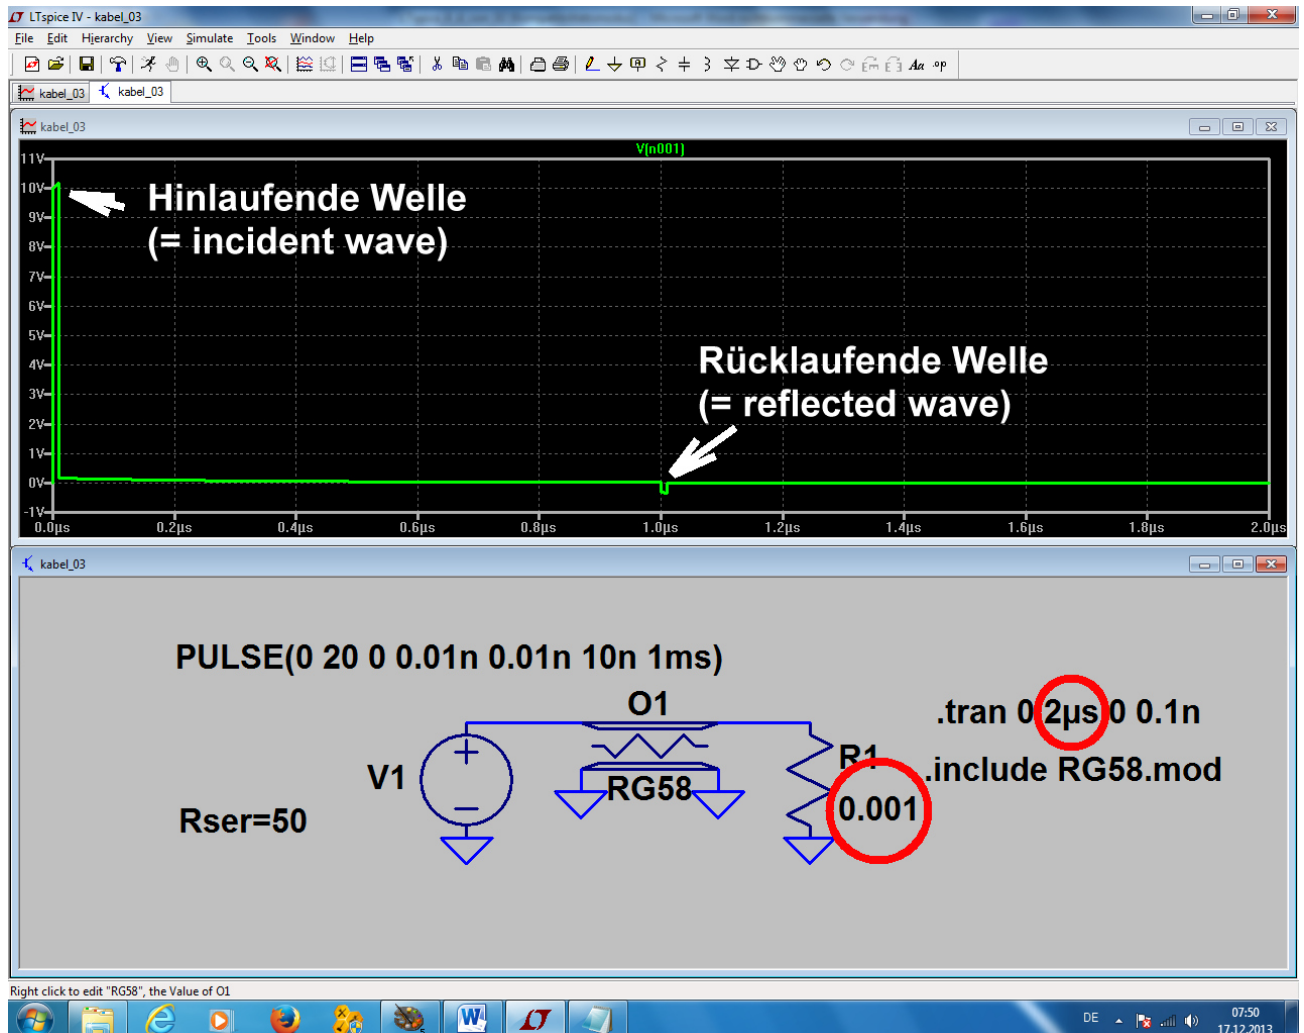 LTspice IV - kabel_03
File Edit Hierarchy View Simulate Tools Window Help
Aa .op
kabel_03 kabel_03
kabel_03
V(n001)
11V
10V
9V
8V
7V
6V
5V
4V
3V
2V
1V
0V
-1V
Hinlaufende Welle
(= incident wave)
Rücklaufende Welle
(= reflected wave)
0.0µs 0.2µs 0.4µs 0.6µs 0.8µs 1.0µs 1.2µs 1.4µs 1.6µs 1.8µs 2.0µs
kabel_03
PULSE(0 20 0 0.01n 0.01n 10n 1ms)
O1
.tran 0 2µs 0 0.1n
V1
R1
.include RG58.mod
RG58
0.001
Rser=50
Right click to edit "RG58", the Value of O1
DE
07:50
17.12.2013